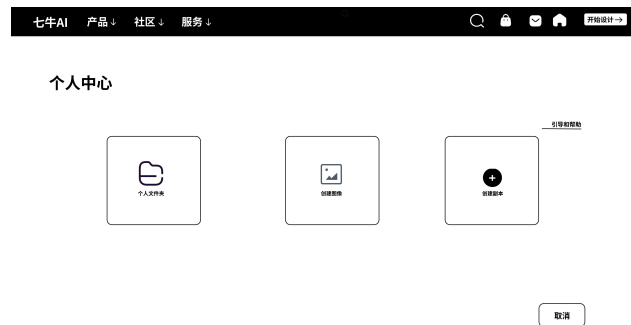 七牛AI 产品↓ 社区↓ 服务↓ 开始设计→
个人中心
引导和帮助
个人文件夹 创建图像 创建副本
取消